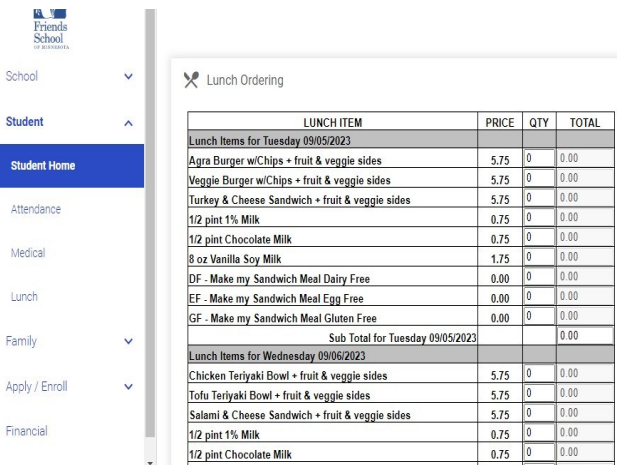 Friends
School
OF MINNESOTA
School
Student
Student Home
Attendance
Medical
Lunch
Family
Apply / Enroll
Financial
Lunch Ordering
LUNCH ITEM PRICE QTY TOTAL
Lunch Items for Tuesday 09/05/2023
Agra Burger w/Chips + fruit & veggie sides 5.75 0 0.00
Veggie Burger w/Chips + fruit & veggie sides 5.75 0 0.00
Turkey & Cheese Sandwich + fruit & veggie sides 5.75 0 0.00
1/2 pint 1% Milk 0.75 0 0.00
1/2 pint Chocolate Milk 0.75 0 0.00
8 oz Vanilla Soy Milk 1.75 0 0.00
DF - Make my Sandwich Meal Dairy Free 0.00 0 0.00
EF - Make my Sandwich Meal Egg Free 0.00 0 0.00
GF - Make my Sandwich Meal Gluten Free 0.00 0 0.00
Sub Total for Tuesday 09/05/2023 0.00
Lunch Items for Wednesday 09/06/2023
Chicken Teriyaki Bowl + fruit & veggie sides 5.75 0 0.00
Tofu Teriyaki Bowl + fruit & veggie sides 5.75 0 0.00
Salami & Cheese Sandwich + fruit & veggie sides 5.75 0 0.00
1/2 pint 1% Milk 0.75 0 0.00
1/2 pint Chocolate Milk 0.75 0 0.00